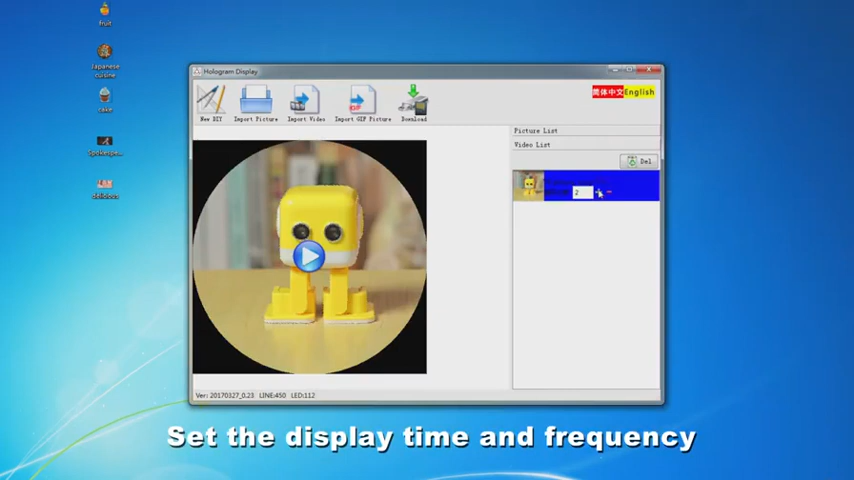 fruit
Japanese
cuisine
cake
Spokespe...
delicious
Hologram Display
New DIY
Import Picture
Import Video
Import GIF Picture
Download
简体中文 English
Picture List
Video List
Del
2
Ver: 20170327_0.23 LINE:450 LED:112
Set the display time and frequency